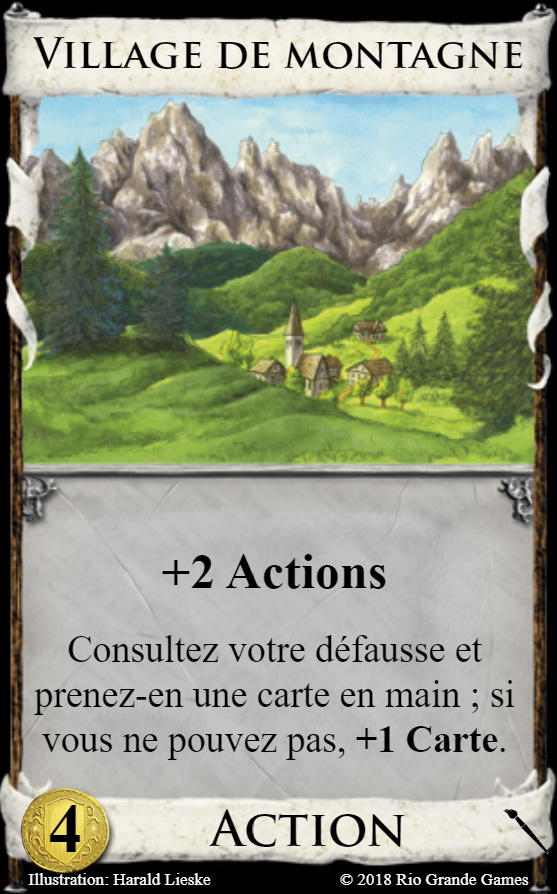 Village de montagne
+2 Actions
Consultez votre défausse et
prenez-en une carte en main ; si
vous ne pouvez pas, +1 Carte.
4
Action
Illustration: Harald Lieske
© 2018 Rio Grande Games